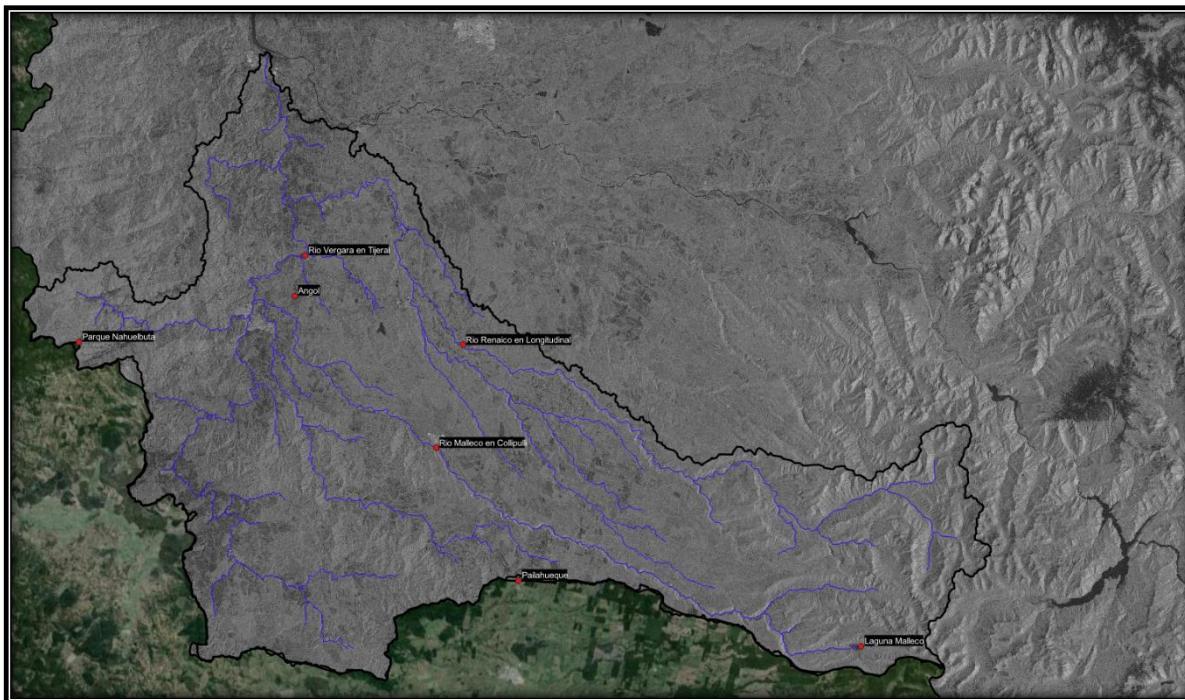 Rio Vergara en Tijeral
Angol
Parque Nahuelbuta
Rio Renaico en Longitudinal
Rio Malleco en Collipulli
Pailahueque
Laguna Malleco